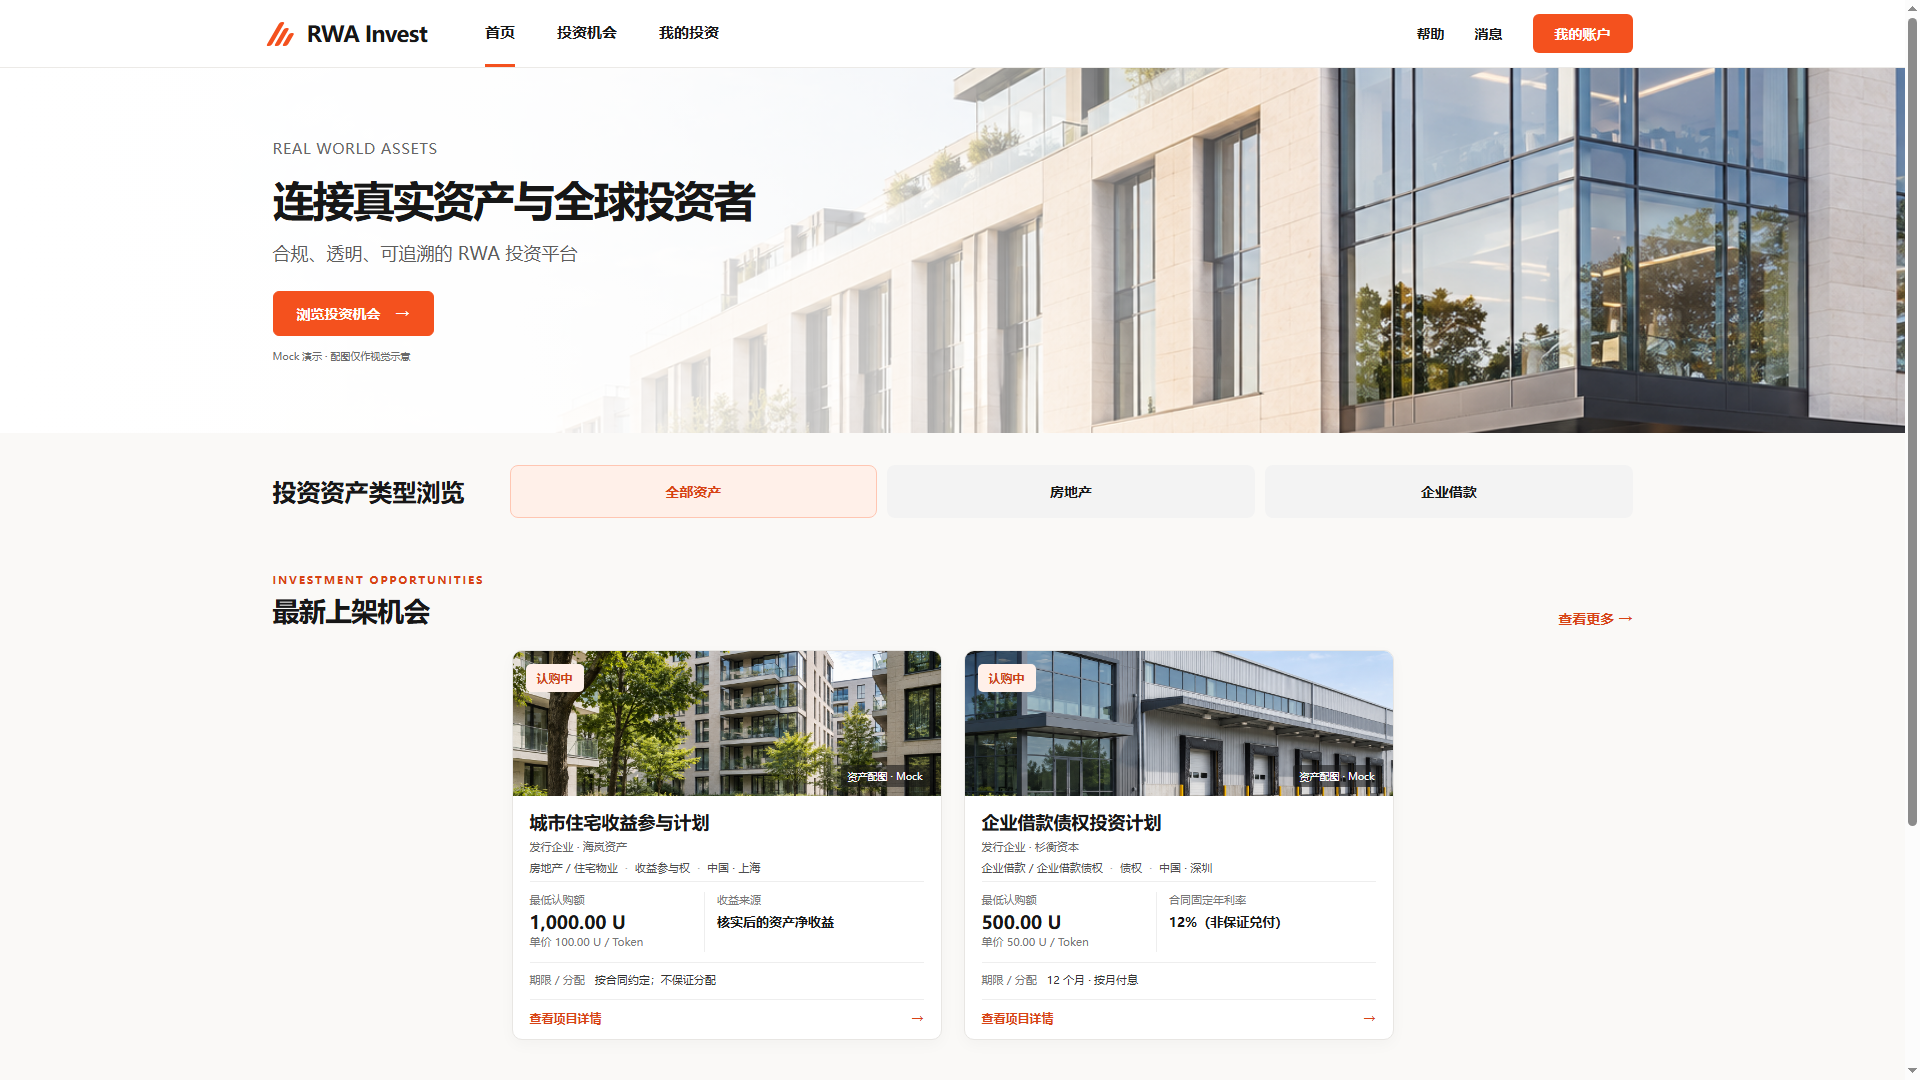 RWA Invest
首页
投资机会
我的投资
帮助
消息
我的账户
REAL WORLD ASSETS
连接真实资产与全球投资者
合规、透明、可追溯的 RWA 投资平台
浏览投资机会 →
Mock 演示 · 配图仅作视觉示意
投资资产类型浏览
全部资产
房地产
企业借款
INVESTMENT OPPORTUNITIES
最新上架机会
查看更多 →
认购中
资产配图 · Mock
城市住宅收益参与计划
发行企业 · 海岚资产
房地产 / 住宅物业 · 收益参与权 · 中国 · 上海
最低认购额
1,000.00 U
单价 100.00 U / Token
收益来源
核实后的资产净收益
期限 / 分配 按合同约定；不保证分配
查看项目详情 →
认购中
资产配图 · Mock
企业借款债权投资计划
发行企业 · 杉衡资本
企业借款 / 企业借款债权 · 债权 · 中国 · 深圳
最低认购额
500.00 U
单价 50.00 U / Token
合同固定年利率
12%（非保证兑付）
期限 / 分配 12 个月 · 按月付息
查看项目详情 →